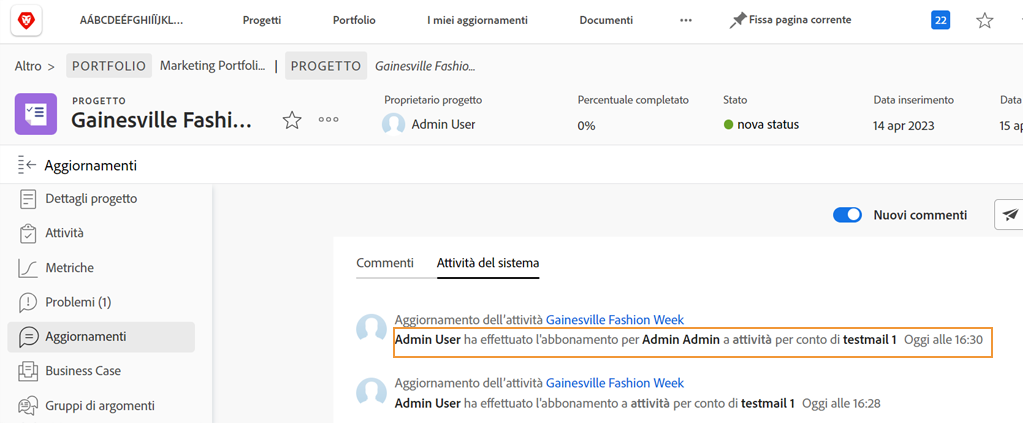 AÁBCDEÉFGHIÍÏJKL... Progetti Portfolio I miei aggiornamenti Documenti Fissa pagina corrente 22
Altro > PORTFOLIO Marketing Portfoli... | PROGETTO Gainesville Fashio...
PROGETTO
Gainesville Fashi...
Proprietario progetto
Admin User
Percentuale completato
0%
Stato
nova status
Data inserimento
14 apr 2023
Data
15 ap
Aggiornamenti
Dettagli progetto
Attività
Metriche
Problemi (1)
Aggiornamenti
Business Case
Gruppi di argomenti
Nuovi commenti
Commenti Attività del sistema
Aggiornamento dell'attività Gainesville Fashion Week
Admin User ha effettuato l'abbonamento per Admin Admin a attività per conto di testmail 1 Oggi alle 16:30
Aggiornamento dell'attività Gainesville Fashion Week
Admin User ha effettuato l'abbonamento a attività per conto di testmail 1 Oggi alle 16:28